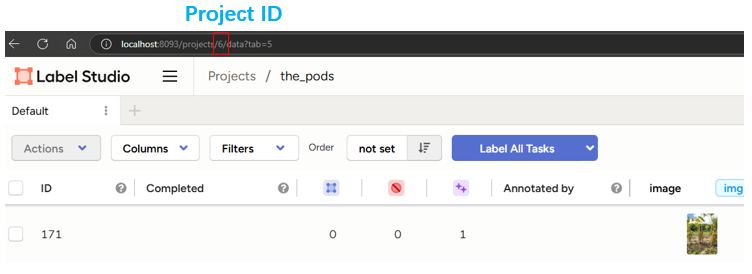 Project ID
localhost:8093/projects/6/data?tab=5
Label Studio
Projects / the_pods
Default
Actions Columns Filters Order not set Label All Tasks
ID Completed Annotated by image img
171 0 0 1